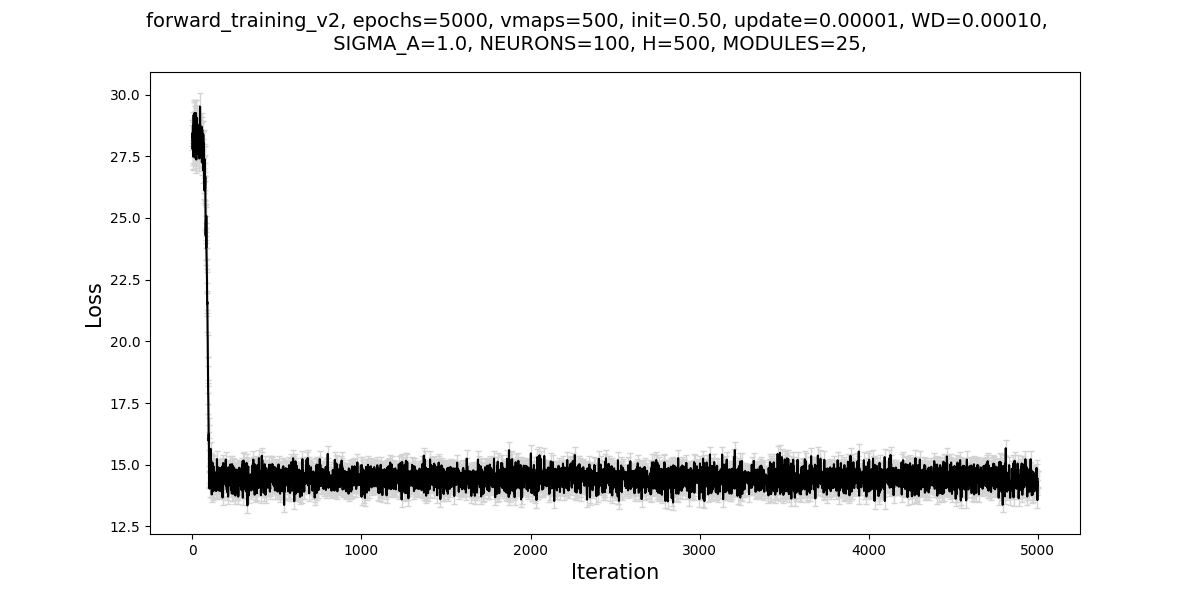 forward_training_v2, epochs=5000, vmaps=500, init=0.50, update=0.00001, WD=0.00010,
SIGMA_A=1.0, NEURONS=100, H=500, MODULES=25,
30.0
27.5
25.0
22.5
20.0
17.5
15.0
12.5
Loss
0 1000 2000 3000 4000 5000
Iteration